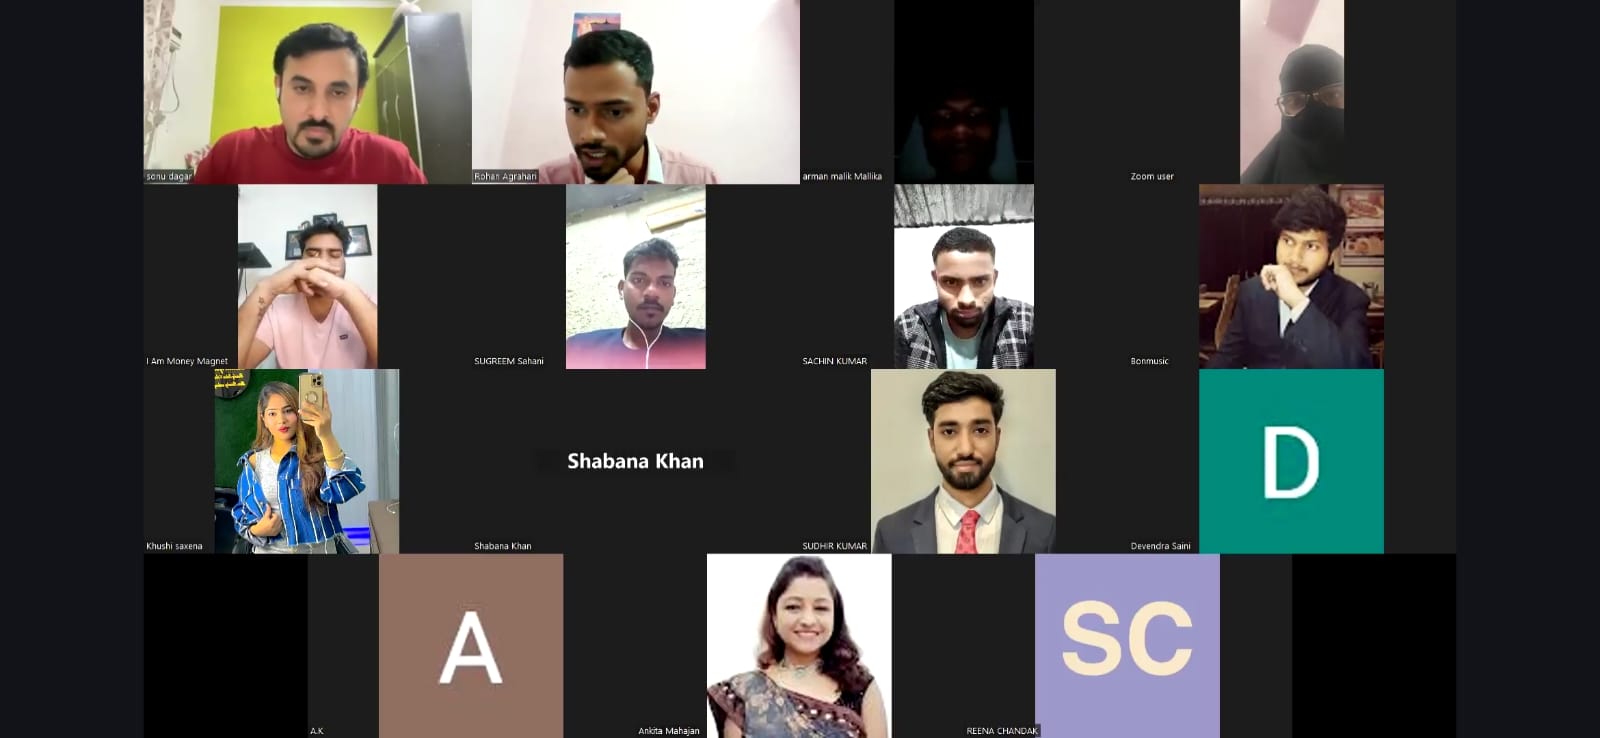 sonu dagar
Rohan Agrahari
arman malik Mallika
Zoom user
I Am Money Magnet
SUGREEM Sahani
SACHIN KUMAR
Bonmusic
Khushi saxena
Shabana Khan
Shabana Khan
SUDHIR KUMAR
Devendra Saini
D
A.K
A
Ankita Mahajan
REENA CHANDAK
SC